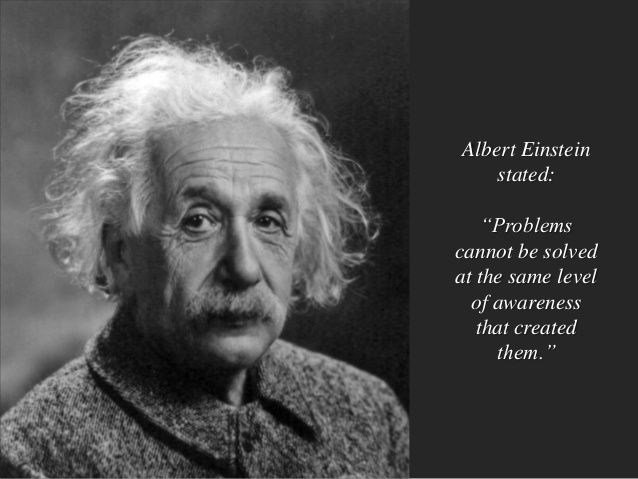 Albert Einstein
stated:
“Problems
cannot be solved
at the same level
of awareness
that created
them.”